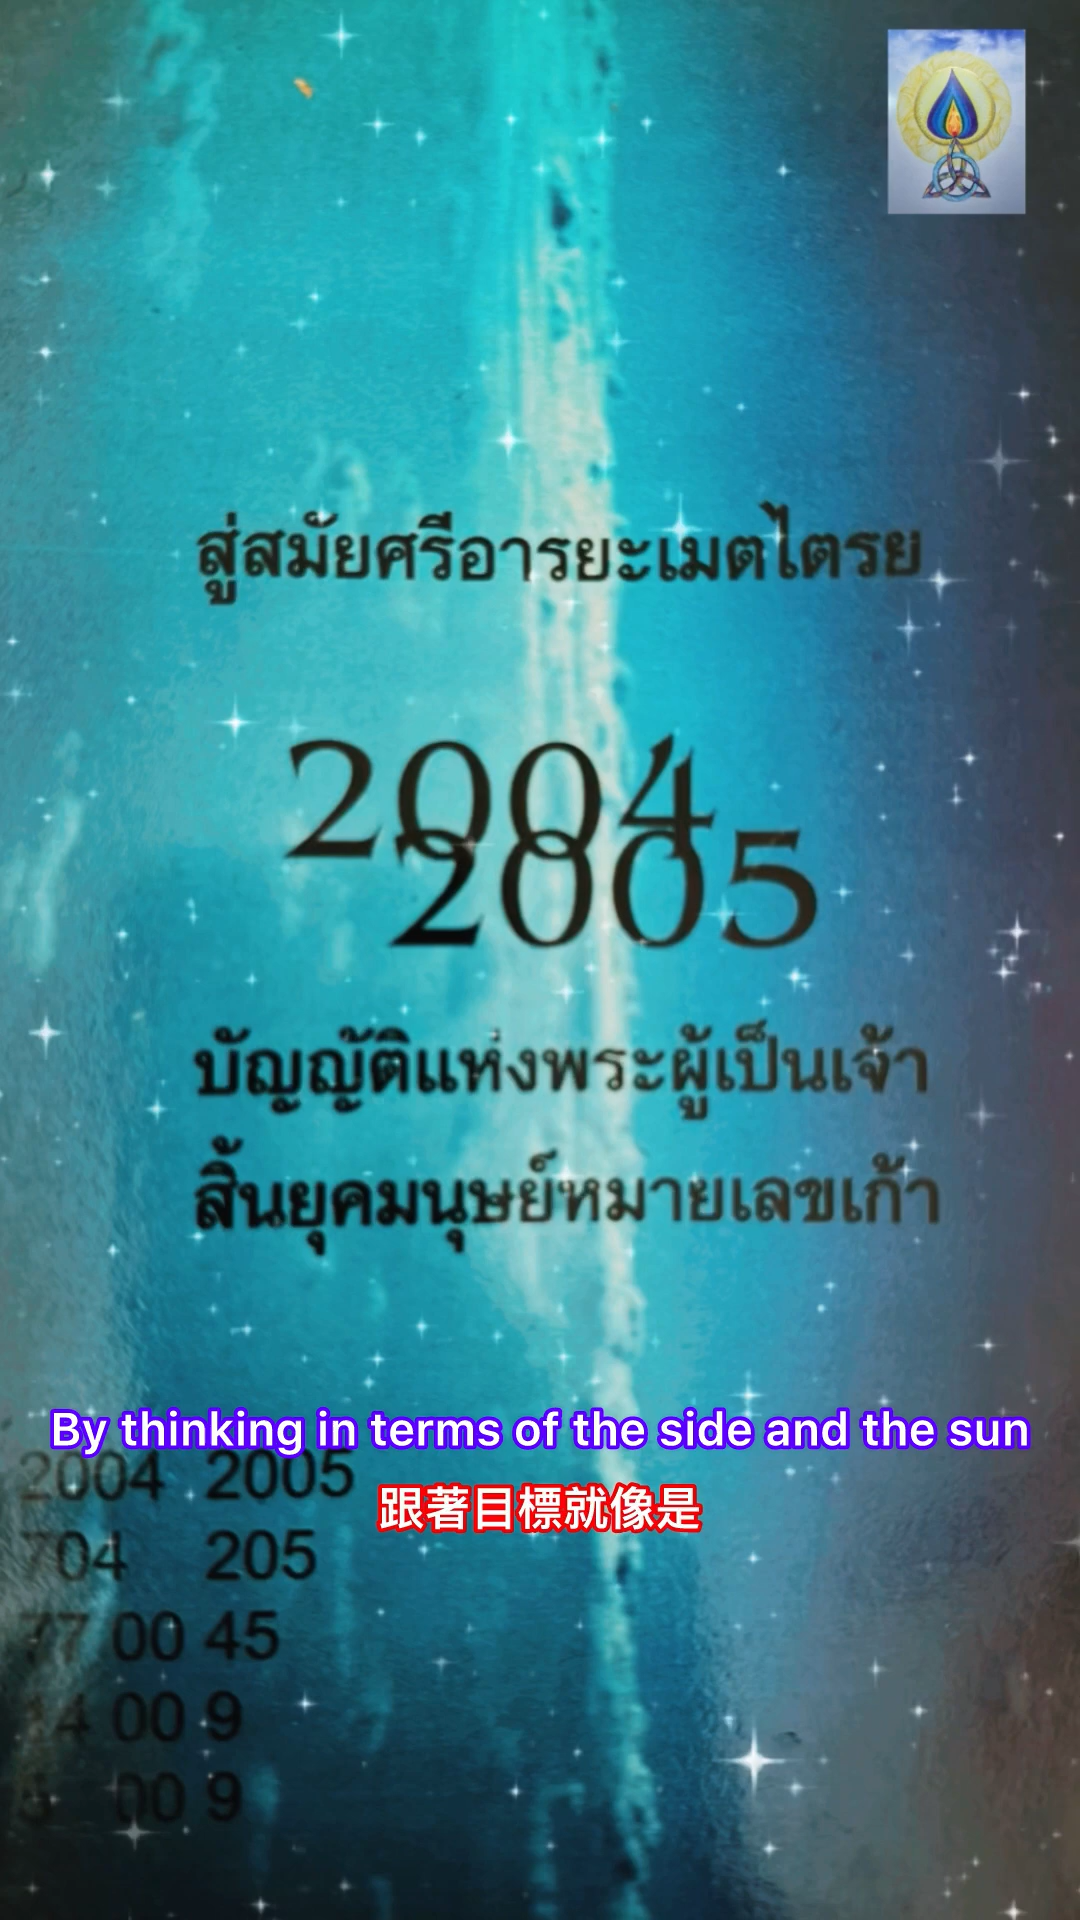 สู่สมัยศรีอารยะเมตไตรย
2004
2005
บัญญัติแห่งพระผู้เป็นเจ้า
สิ้นยุคมนุษย์หมายเลขเก้า
By thinking in terms of the side and the sun
2004 2005
跟著目標就像是
704 205
77 00 45
14 00 9
00 9